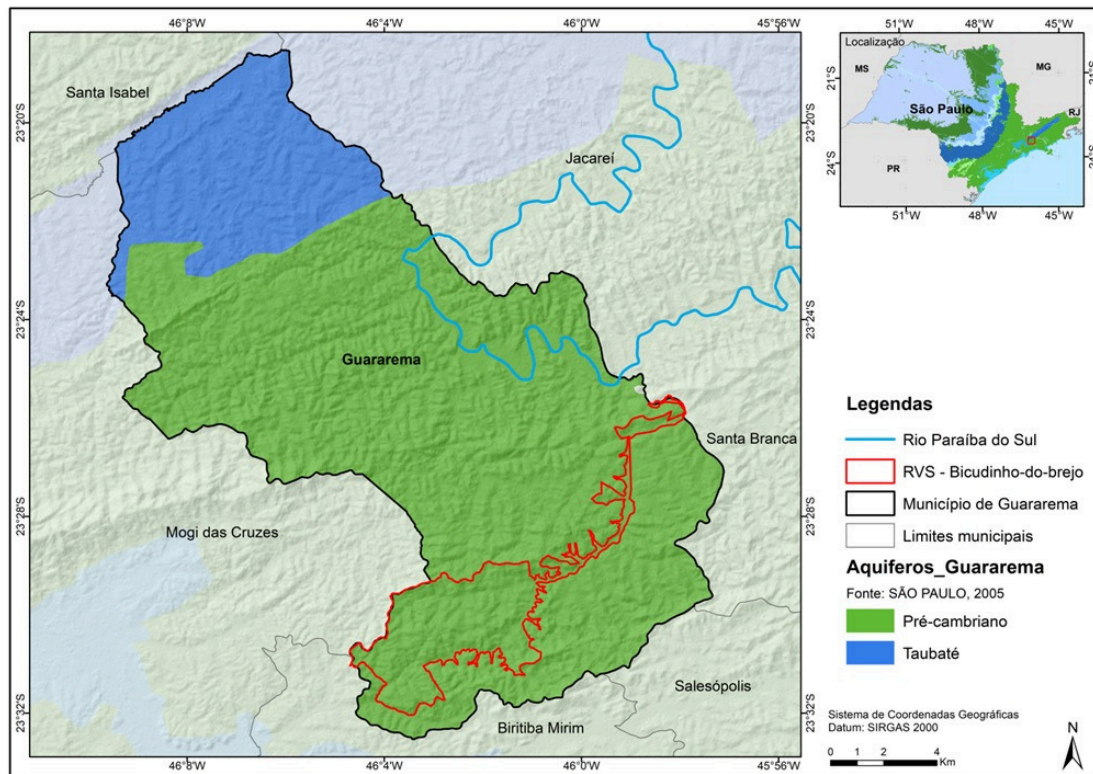 46°8'W 46°4'W 46°0'W 45°56'W
Localização
MS
MG
São Paulo
RJ
PR
21°S
24°S
21°S
24°S
51°W 48°W 45°W
Santa Isabel
Jacareí
Guararema
Santa Branca
Mogi das Cruzes
Salesópolis
Biritiba Mirim
23°20'S
23°24'S
23°28'S
23°32'S
23°20'S
23°24'S
23°28'S
23°32'S
46°8'W 46°4'W 46°0'W 45°56'W
Legendas
Rio Paraíba do Sul
RVS - Bicudinho-do-brejo
Município de Guararema
Limites municipais
Aquiferos_Guararema
Fonte: SÃO PAULO, 2005
Pré-cambriano
Taubaté
Sistema de Coordenadas Geográficas
Datum: SIRGAS 2000
0 1 2 4
Km
N